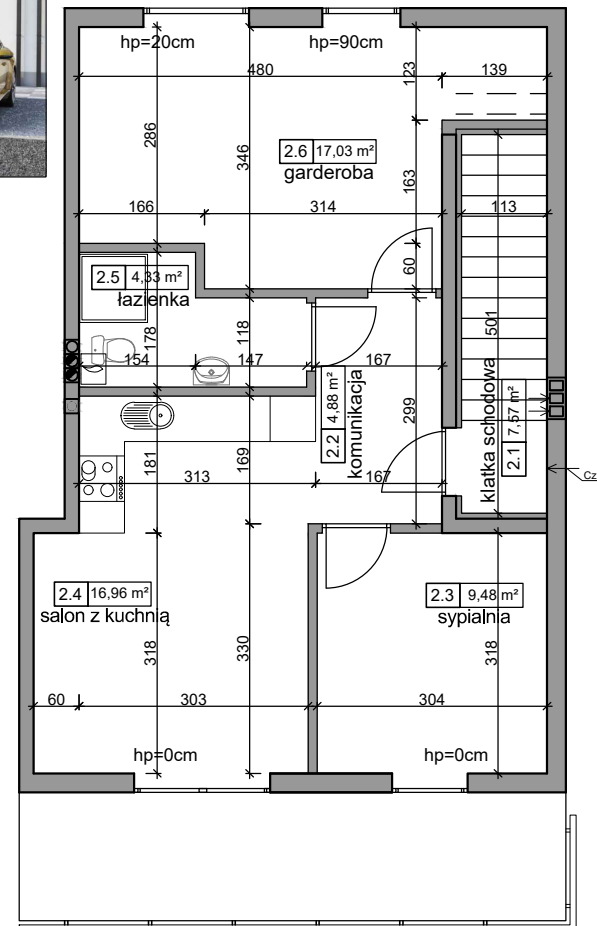 hp=20cm hp=90cm
480 123 139
286 346
2.6 17,03 m²
garderoba
163
166 314 113
60
2.5 4,33 m²
łazienka
178 118 501
154 147 167
2.2 4,88 m²
komunikacja
299
klatka schodowa
2.1 7,57 m²
181 169
313 167
Cz
2.4 16,96 m²
salon z kuchnią
2.3 9,48 m²
sypialnia
318 330 318
60 303 304
hp=0cm hp=0cm